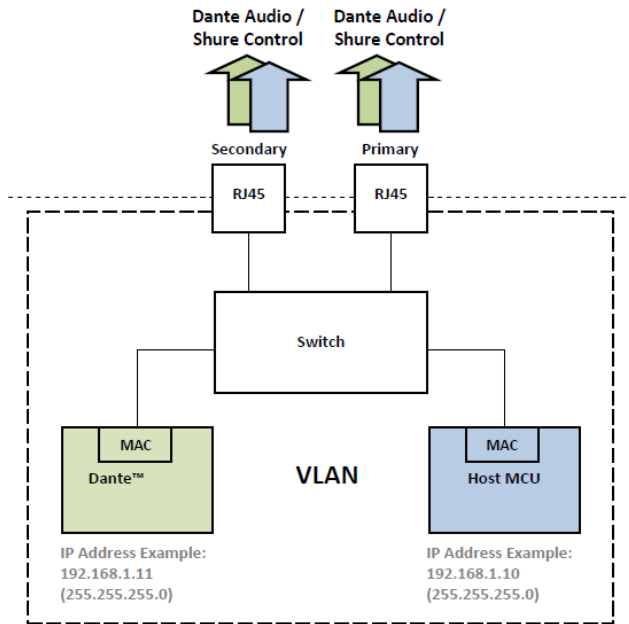 Dante Audio /
Shure Control
Dante Audio /
Shure Control
Secondary
Primary
RJ45
RJ45
Switch
MAC
Dante™
VLAN
MAC
Host MCU
IP Address Example:
192.168.1.11
(255.255.255.0)
IP Address Example:
192.168.1.10
(255.255.255.0)